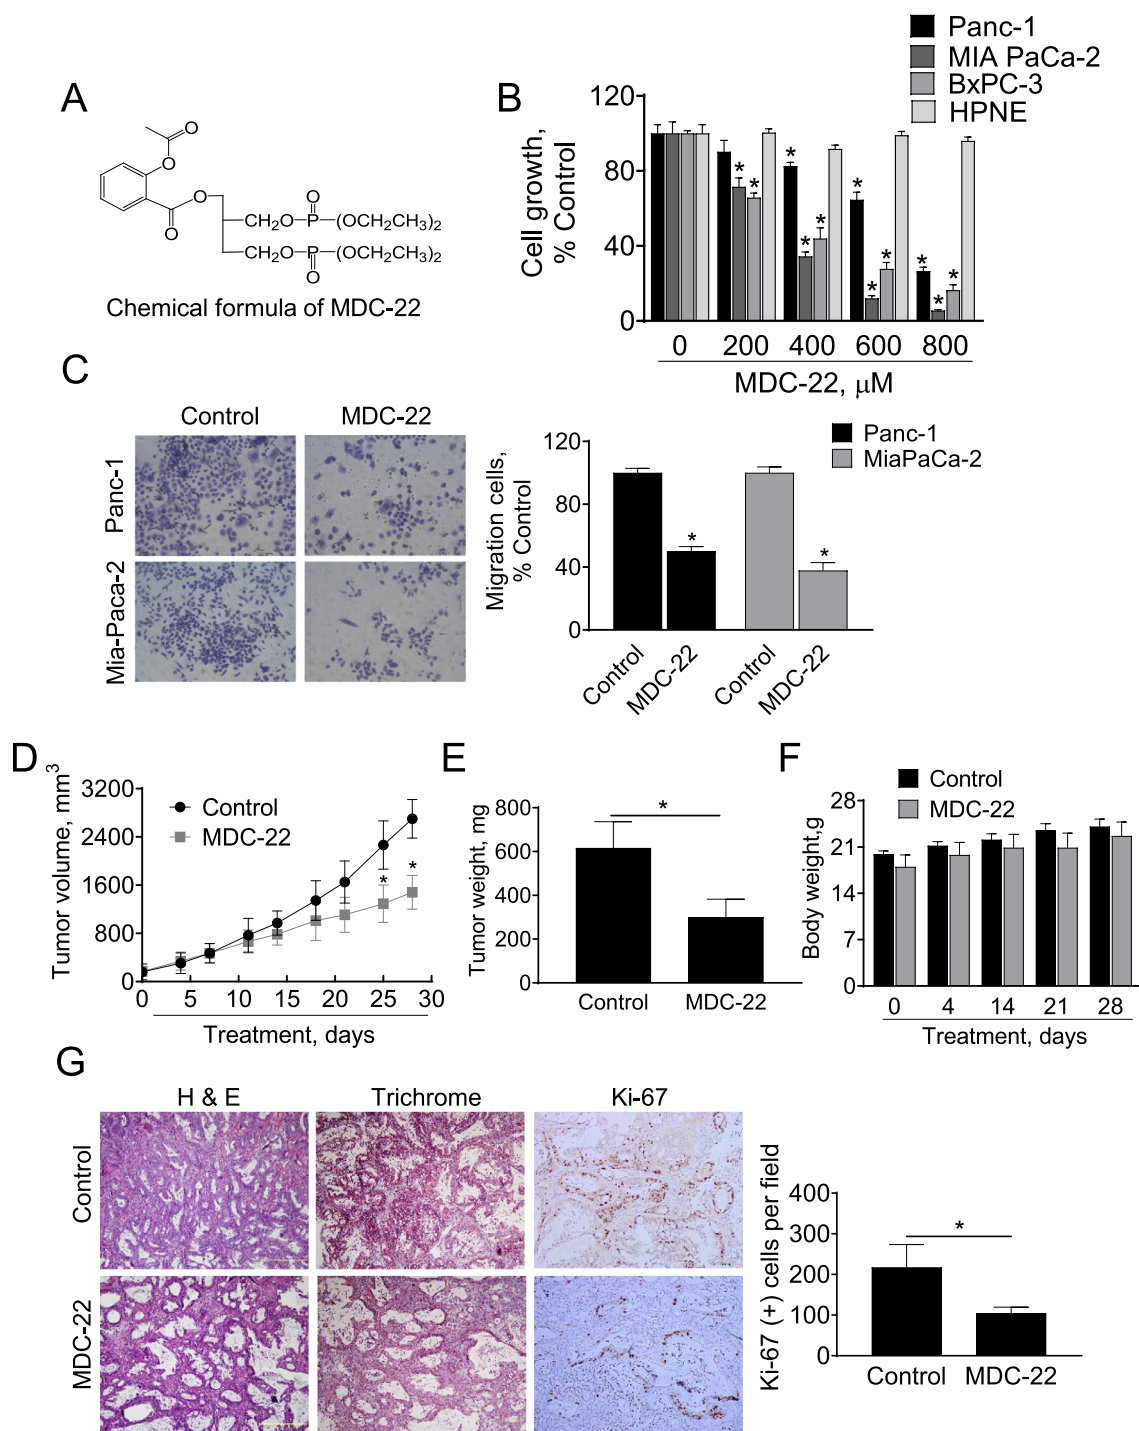 A
O
O
O
O
O
CH₂O
P
O
(OCH₂CH₃)₂
CH₂O
P
O
(OCH₂CH₃)₂
Chemical formula of MDC-22
B
Panc-1
MIA PaCa-2
BxPC-3
HPNE
Cell growth,
% Control
120
80
40
0
* * * * * * * * * * *
0 200 400 600 800
MDC-22, μM
C
Control MDC-22
Panc-1
Mia-Paca-2
Panc-1
MiaPaCa-2
Migration cells,
% Control
120
80
40
0
* *
Control MDC-22 Control MDC-22
D
Tumor volume, mm³
3200
2400
1600
800
0
Control
MDC-22
* *
0 5 10 15 20 25 30
Treatment, days
E
Tumor weight, mg
800
600
400
200
0
*
Control MDC-22
F
Control
MDC-22
Body weight,g
28
21
14
7
0
0 4 14 21 28
Treatment, days
G
H & E Trichrome Ki-67
Control
MDC-22
Ki-67 (+) cells per field
400
300
200
100
0
*
Control MDC-22